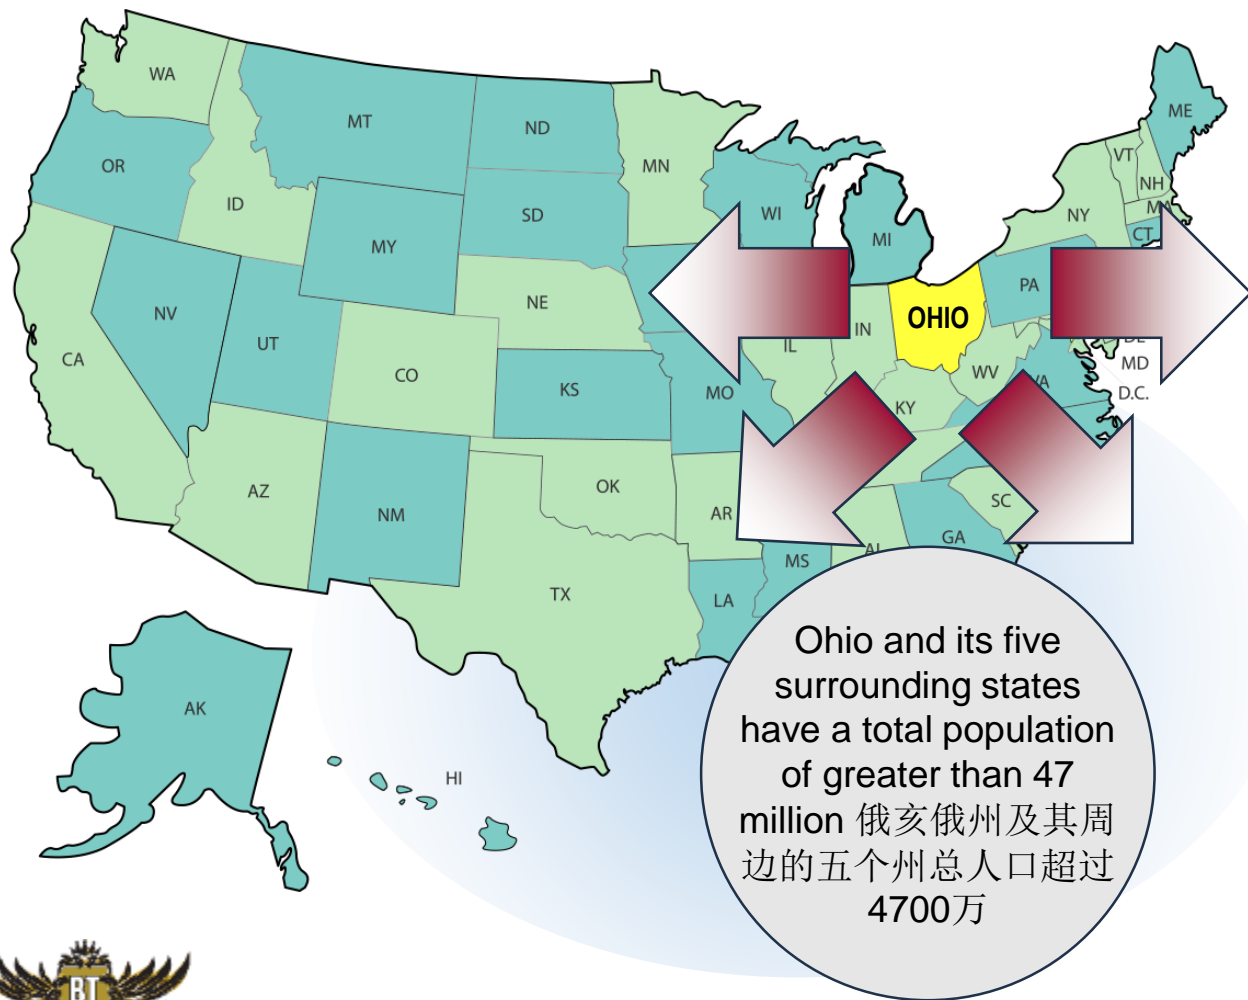 WA
MT
ND
MN
ME
OR
ID
SD
WI
MI
VT
NH
NY
MA
CT
MY
NE
PA
NV
UT
CO
IN
OHIO
IL
DE
MD
CA
KS
MO
WV
VA
D.C.
KY
AZ
NM
OK
AR
SC
TX
MS
AL
GA
LA
AK
HI
Ohio and its five
surrounding states
have a total population
of greater than 47
million 俄亥俄州及其周
边的五个州总人口超过
4700万
BT